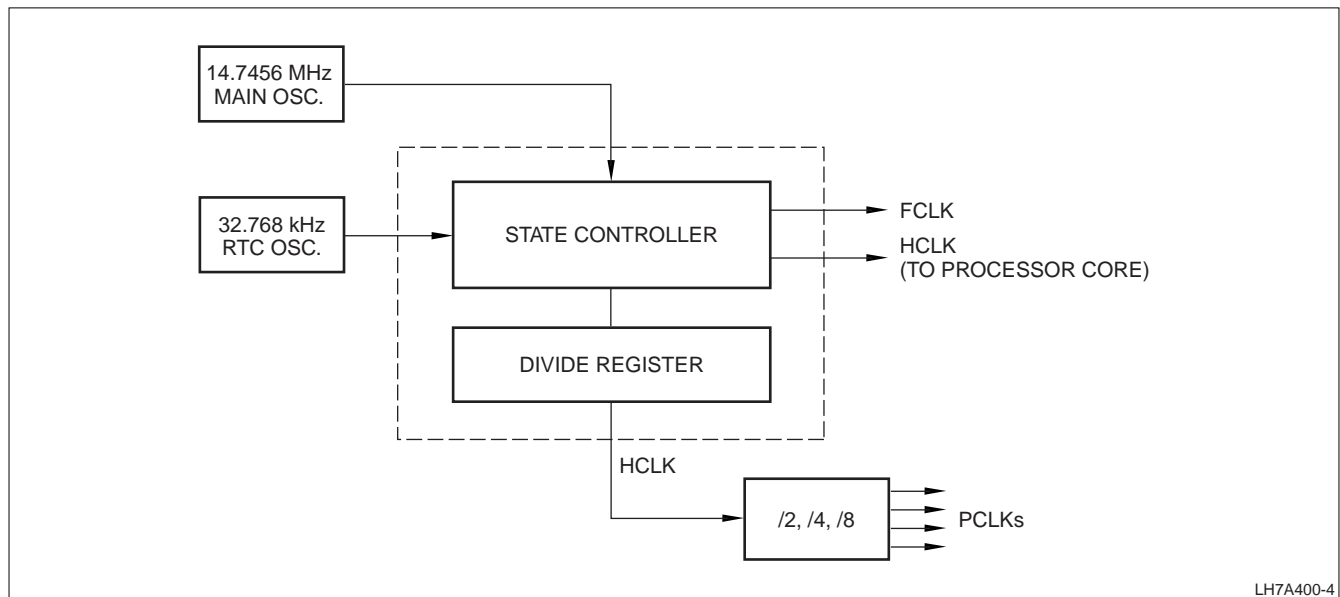 14.7456 MHz
MAIN OSC.
32.768 kHz
RTC OSC.
STATE CONTROLLER
FCLK
HCLK
(TO PROCESSOR CORE)
DIVIDE REGISTER
HCLK
/2, /4, /8
PCLKs
LH7A400-4